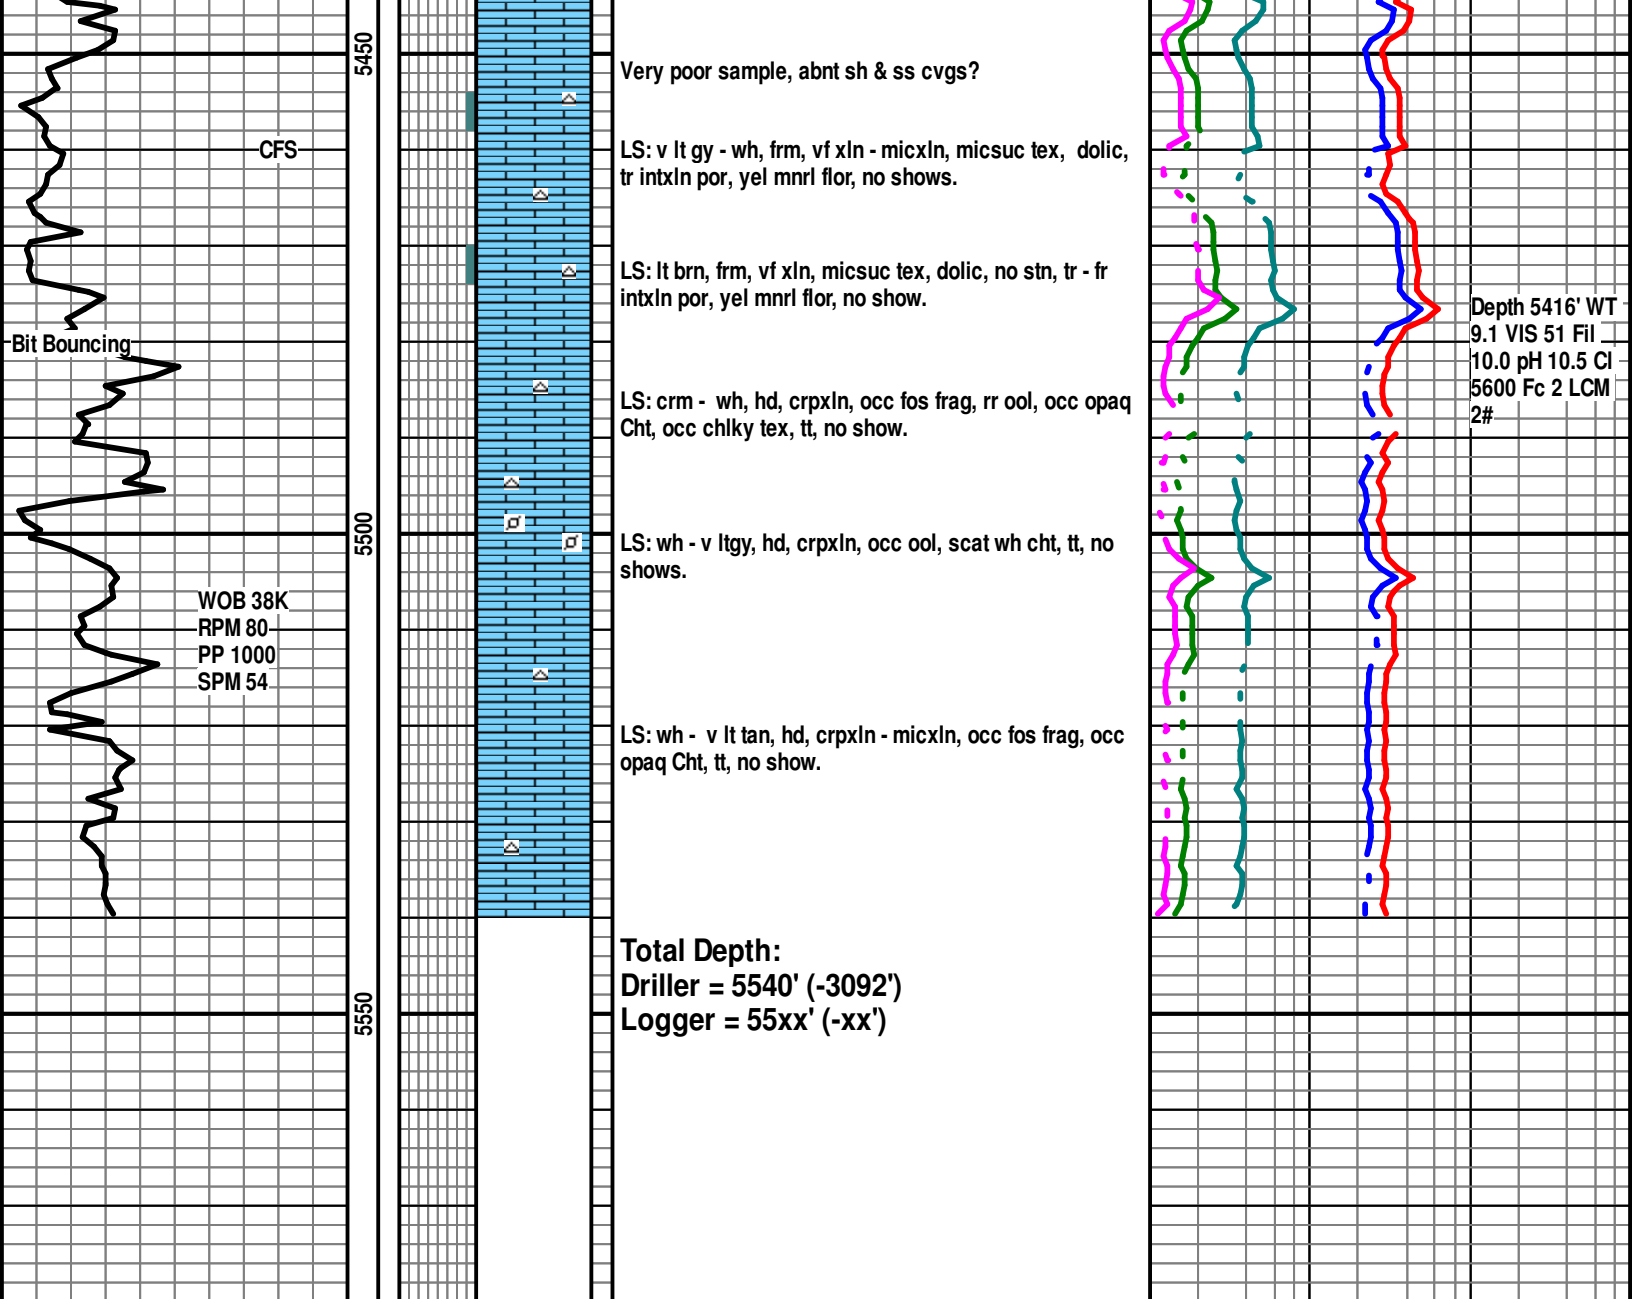 5450
Very poor sample, abnt sh & ss cvgs?
CFS
LS: v lt gy - wh, frm, vf xln - micxln, micsuc tex, dolic,
tr intxln por, yel mnrl flor, no shows.
LS: lt brn, frm, vf xln, micsuc tex, dolic, no stn, tr - fr
intxln por, yel mnrl flor, no show.
Depth 5416' WT
9.1 VIS 51 Fil
10.0 pH 10.5 Cl
5600 Fc 2 LCM
2#
Bit Bouncing
LS: crm - wh, hd, crpxln, occ fos frag, rr ool, occ opaq
Cht, occ chlky tex, tt, no show.
5500
LS: wh - v ltgy, hd, crpxln, occ ool, scat wh cht, tt, no
shows.
WOB 38K
RPM 80
PP 1000
SPM 54
LS: wh - v lt tan, hd, crpxln - micxln, occ fos frag, occ
opaq Cht, tt, no show.
Total Depth:
Driller = 5540' (-3092')
Logger = 55xx' (-xx')
5550